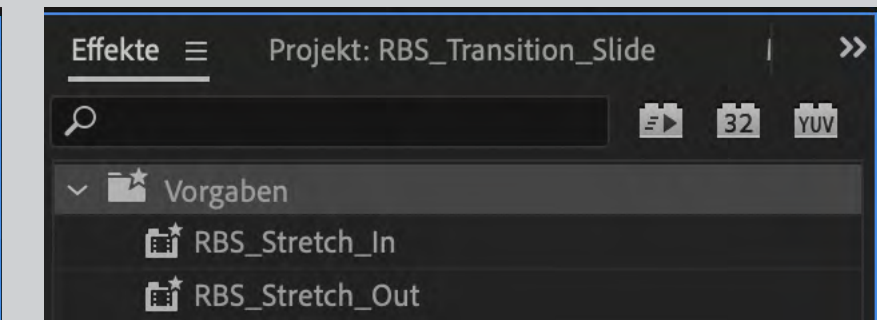 Effekte Projekt: RBS_Transition_Slide
32 YUV
Vorgaben
RBS_Stretch_In
RBS_Stretch_Out